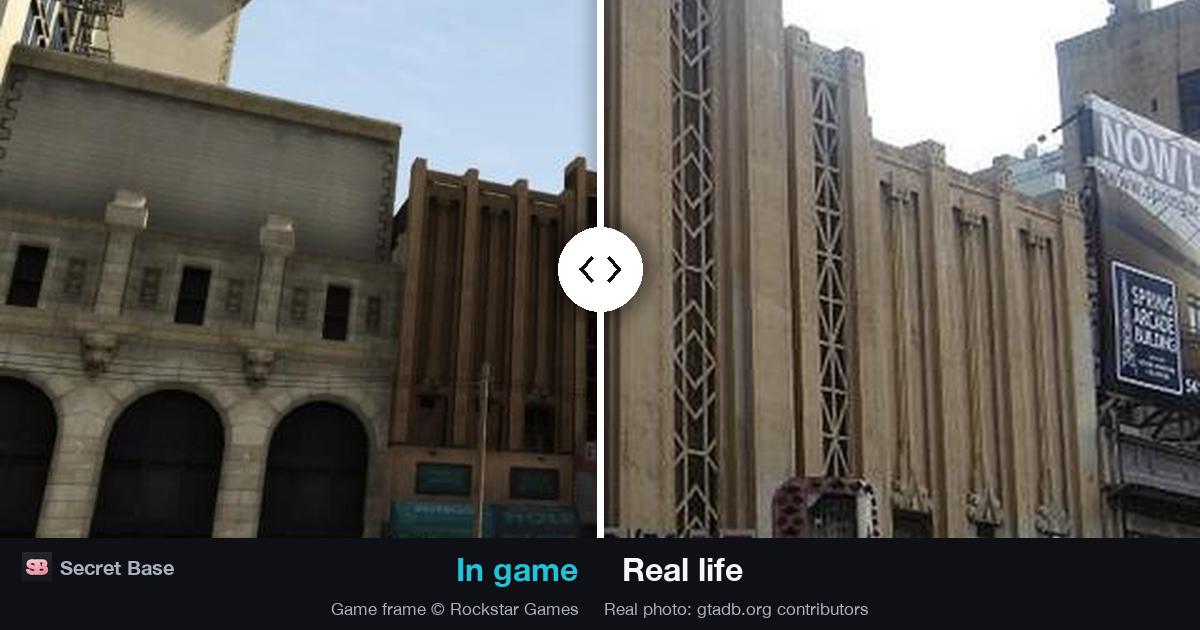 NOW
SPRING
ARCADE
BUILDING
SB Secret Base
In game
Real life
Game frame © Rockstar Games
Real photo: gtadb.org contributors